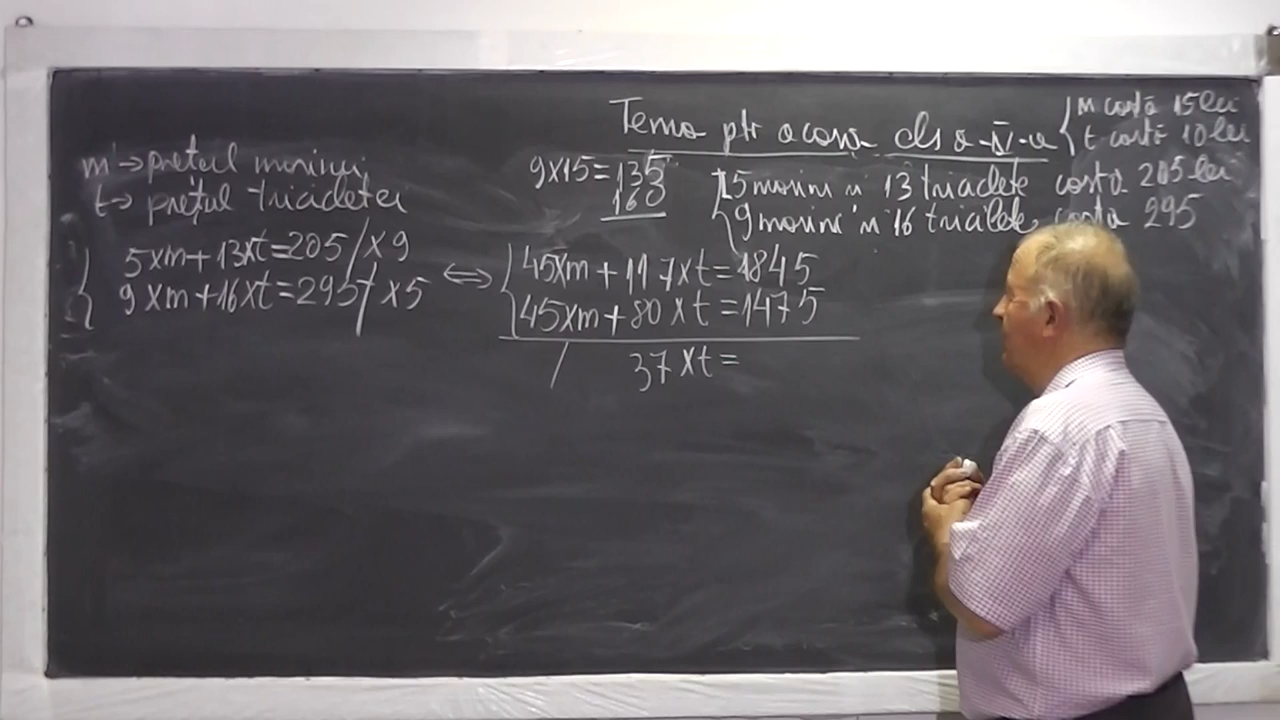 Tema ptr acasă cls a-IV-a { m costă 15 lei
t costă 10 lei
m → prețul mașinii
t → prețul tricicletei
9x15=135
160
{ 5 mașini și 13 triciclete costă 205 lei
9 mașini și 16 triciclete costă 295
{ 5xm+13xt=205/x9
9xm+16xt=295/x5
⟺ { 45xm+117xt=1845
45xm+80xt=1475
/ 37xt=